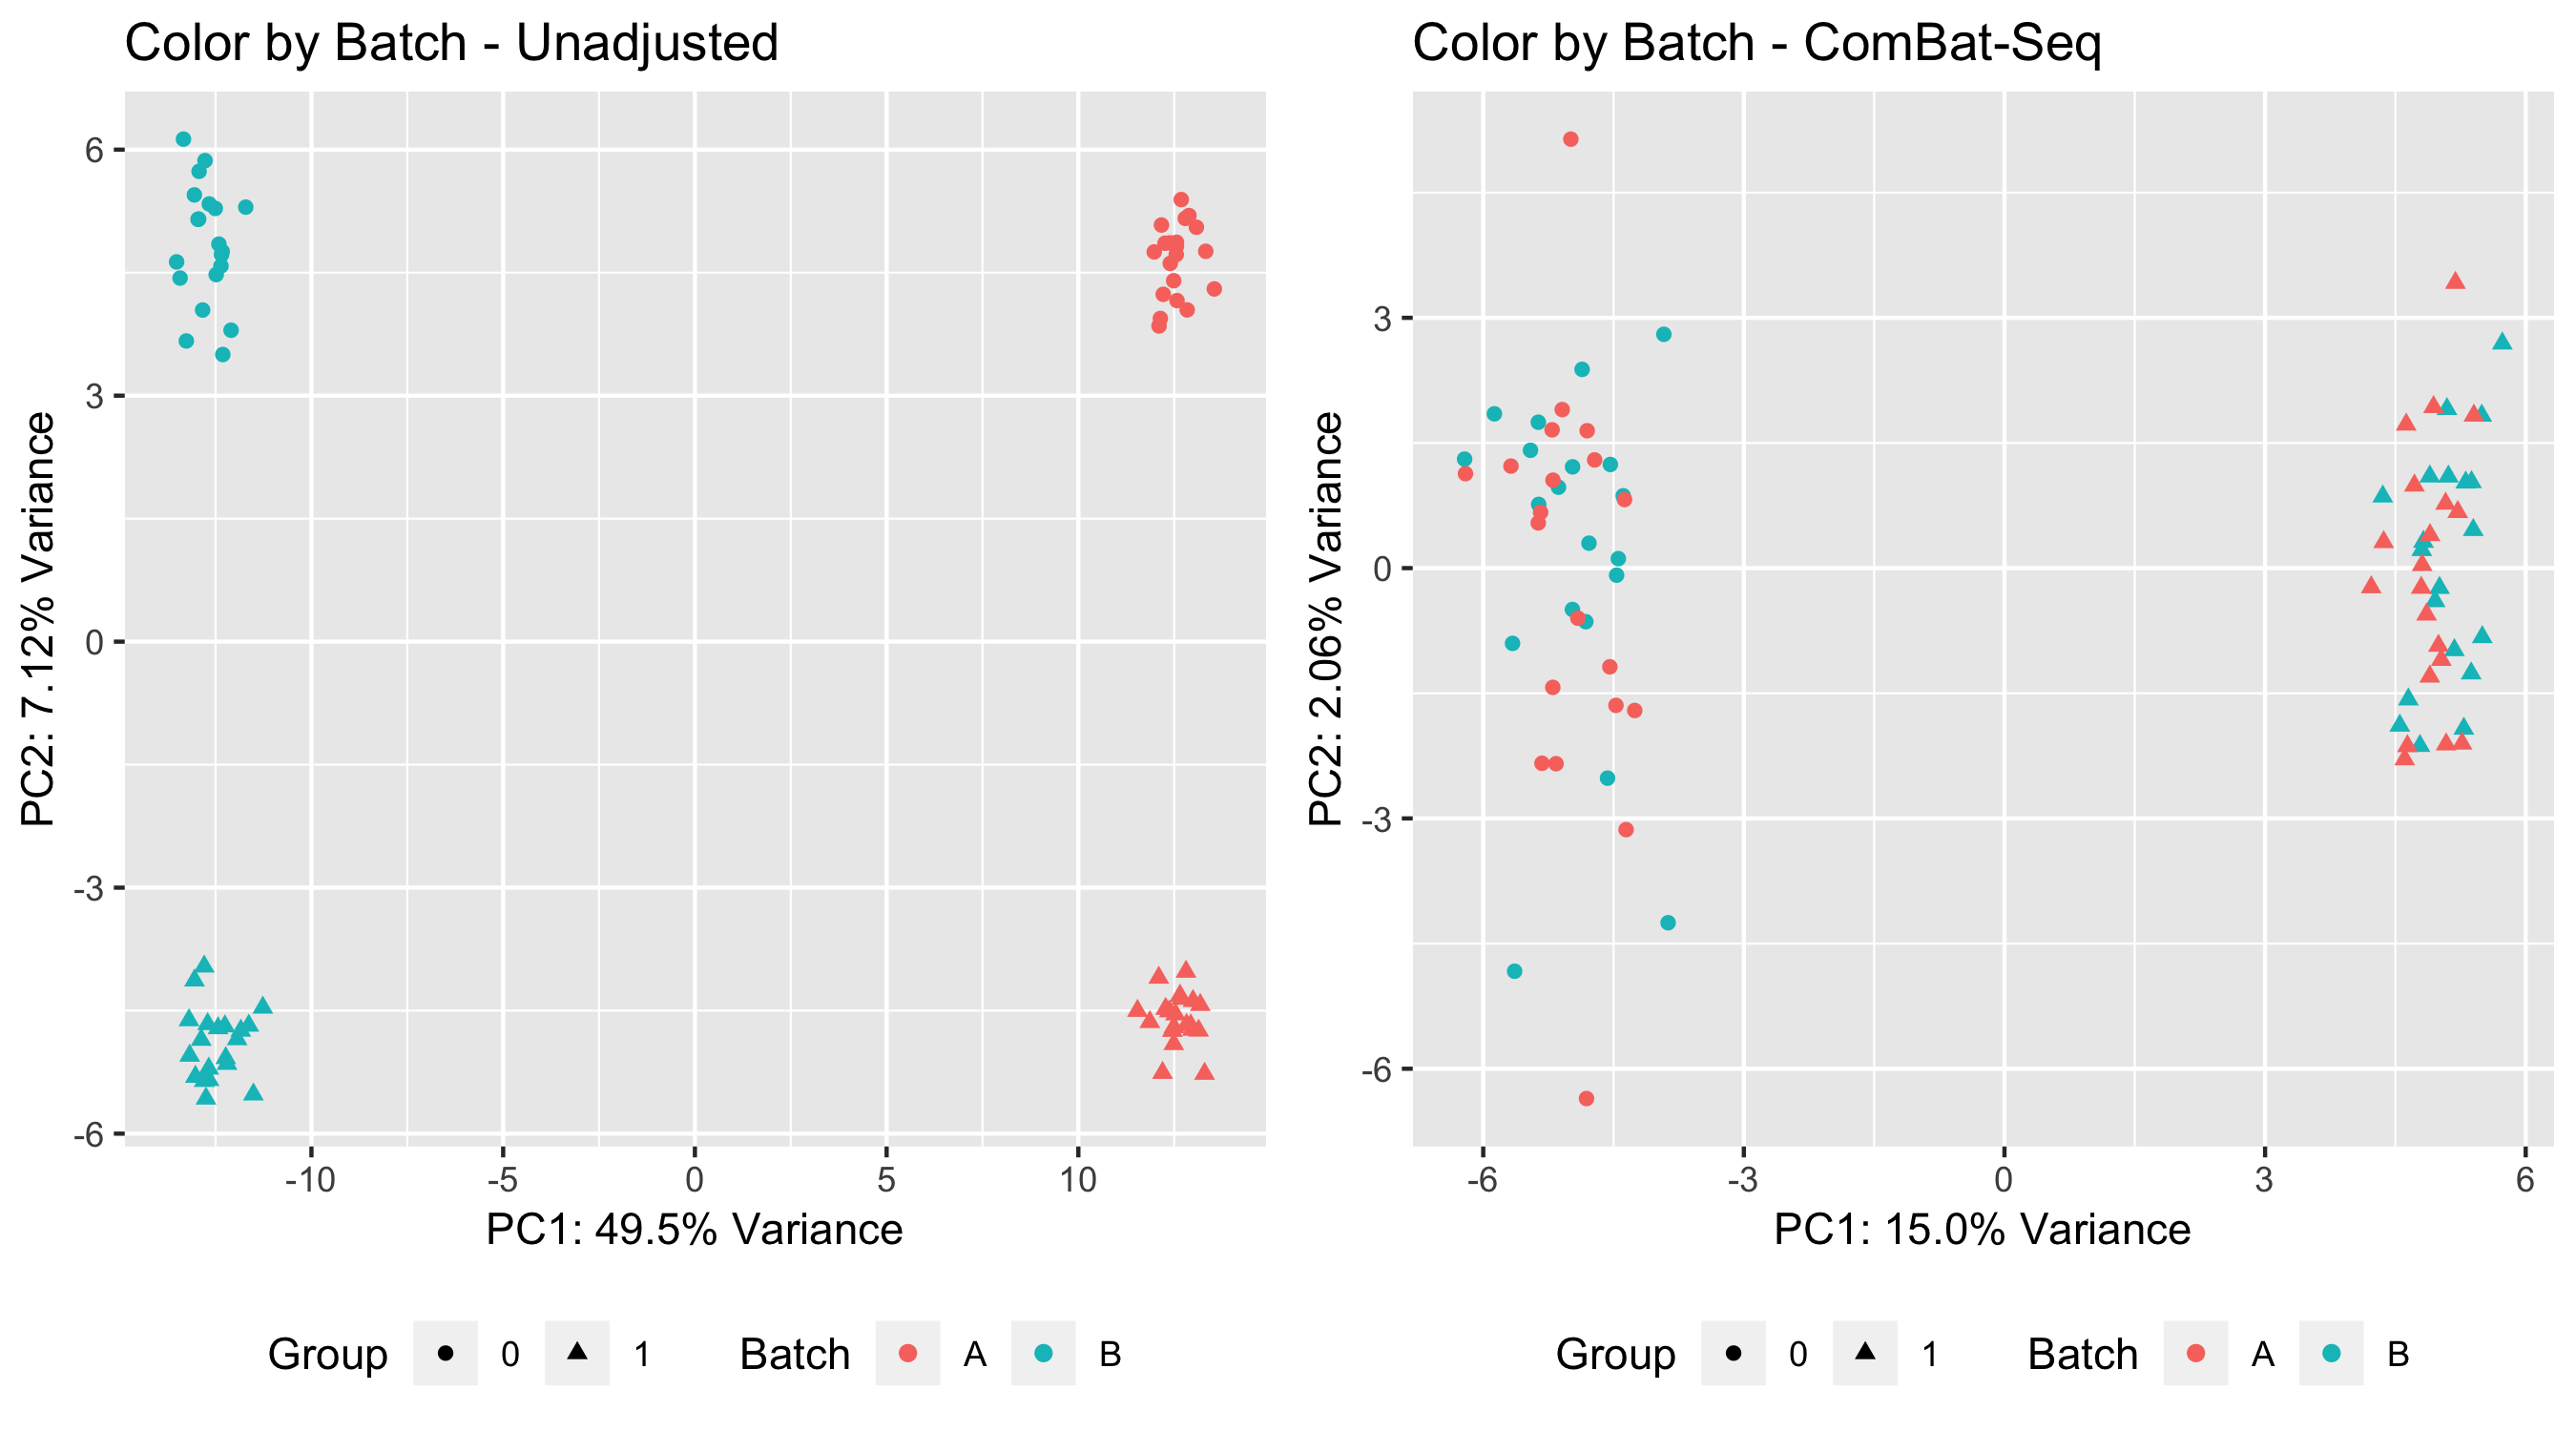 Color by Batch - Unadjusted
6
3
0
-3
-6
PC2: 7.12% Variance
-10 -5 0 5 10
PC1: 49.5% Variance
Group 0 1 Batch A B
Color by Batch - ComBat-Seq
3
0
-3
-6
PC2: 2.06% Variance
-6 -3 0 3 6
PC1: 15.0% Variance
Group 0 1 Batch A B